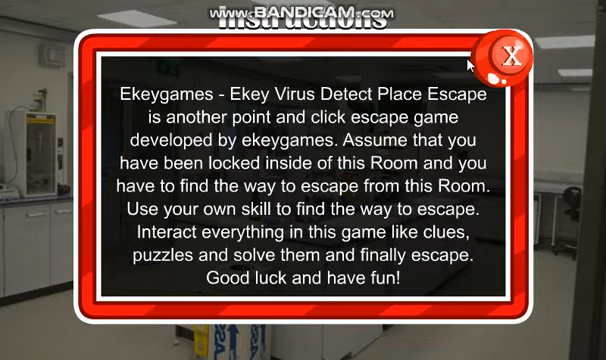 www.BANDICAM.com
Instructions
X
Ekeygames - Ekey Virus Detect Place Escape
is another point and click escape game
developed by ekeygames. Assume that you
have been locked inside of this Room and you
have to find the way to escape from this Room.
Use your own skill to find the way to escape.
Interact everything in this game like clues,
puzzles and solve them and finally escape.
Good luck and have fun!